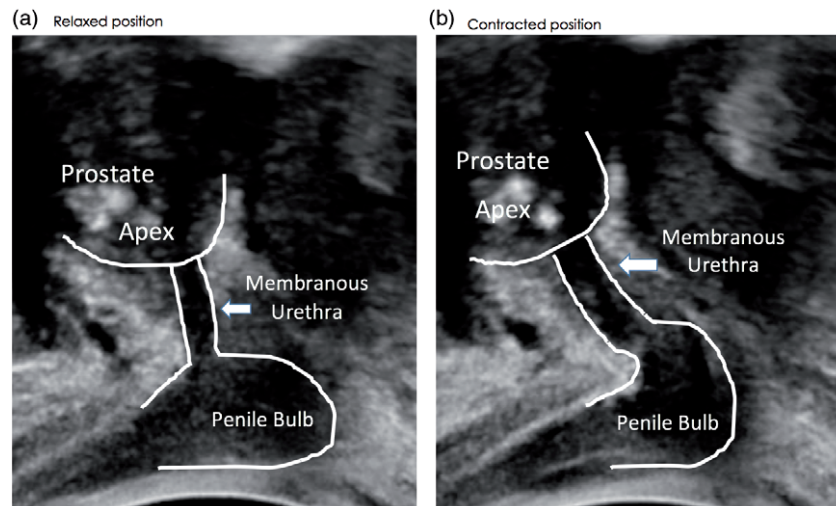 (a) Relaxed position
Prostate
Apex
Membranous
Urethra
Penile Bulb
(b) Contracted position
Prostate
Apex
Membranous
Urethra
Penile Bulb